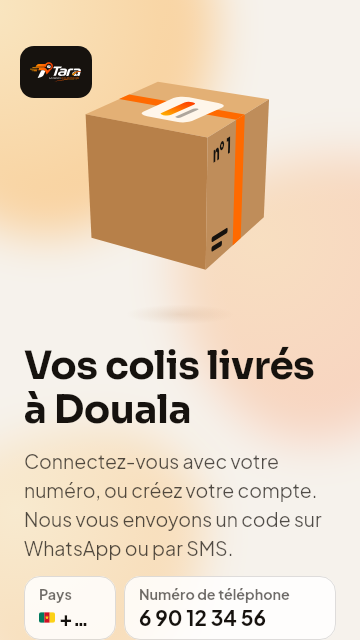 Tara
n°1
Vos colis livrés
à Douala
Connectez-vous avec votre
numéro, ou créez votre compte.
Nous vous envoyons un code sur
WhatsApp ou par SMS.
Pays
+...
Numéro de téléphone
6 90 12 34 56